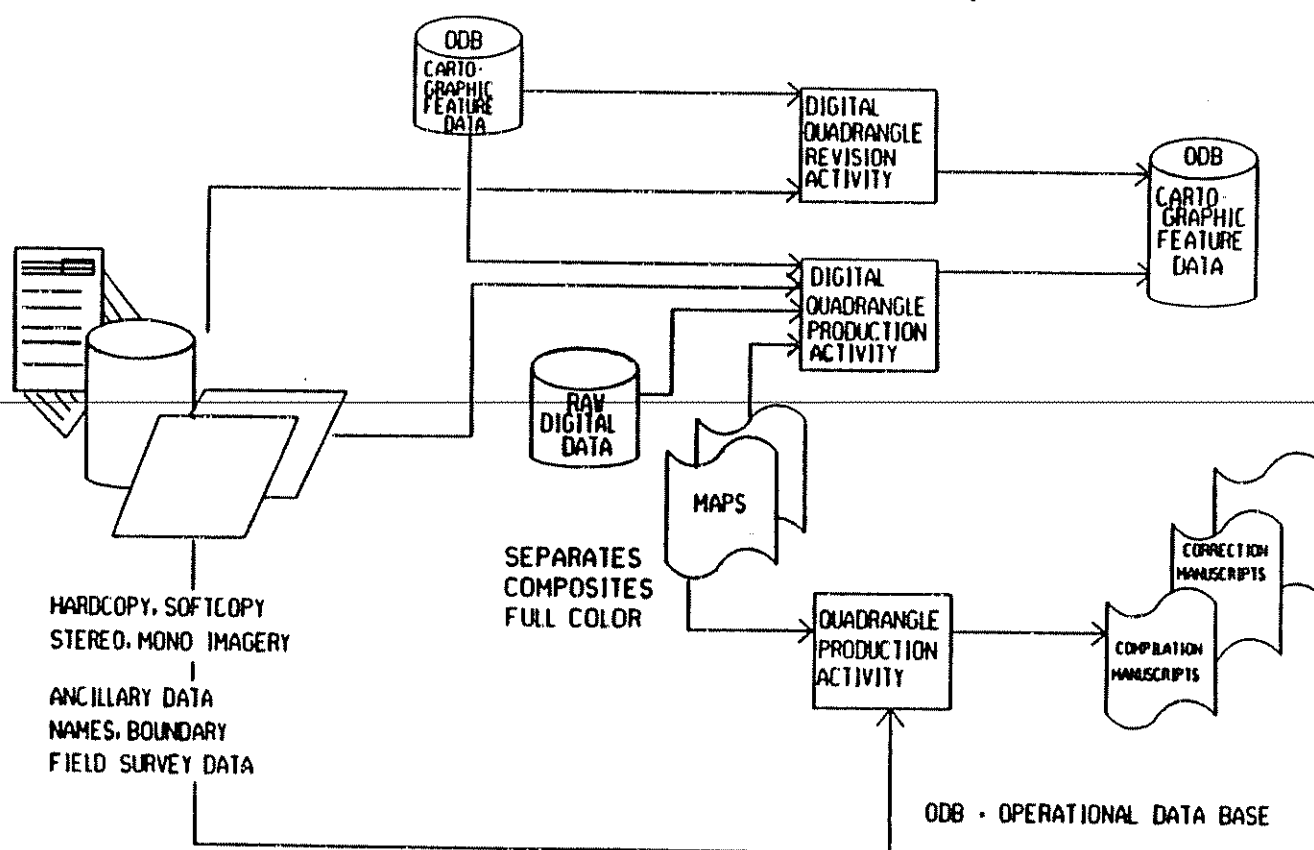 ODB
CARTO-
GRAPHIC
FEATURE
DATA
DIGITAL
QUADRANGLE
REVISION
ACTIVITY
ODB
CARTO-
GRAPHIC
FEATURE
DATA
DIGITAL
QUADRANGLE
PRODUCTION
ACTIVITY
RAW
DIGITAL
DATA
MAPS
SEPARATES
COMPOSITES
FULL COLOR
HARDCOPY, SOFTCOPY
STEREO, MONO IMAGERY
ANCILLARY DATA
NAMES, BOUNDARY
FIELD SURVEY DATA
QUADRANGLE
PRODUCTION
ACTIVITY
CORRECTION
MANUSCRIPTS
COMPILATION
MANUSCRIPTS
ODB - OPERATIONAL DATA BASE